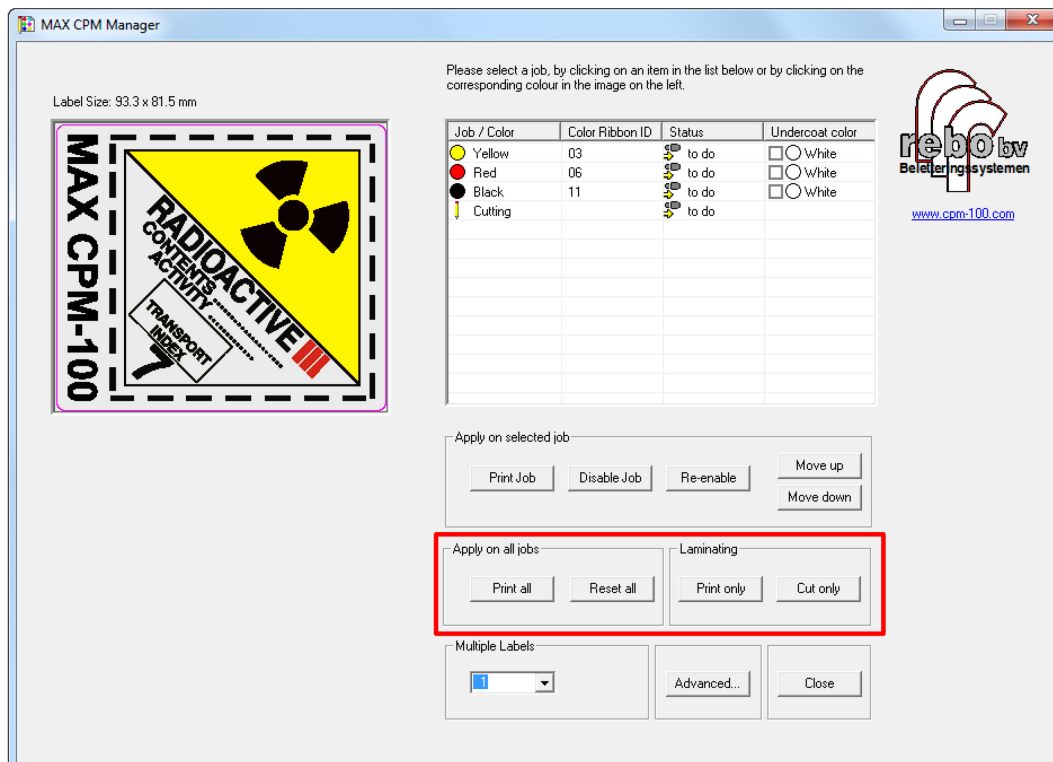 MAX CPM Manager
Please select a job, by clicking on an item in the list below or by clicking on the
corresponding colour in the image on the left.
Label Size: 93.3 x 81.5 mm
MAX CPM-100
RADIOACTIVE III
CONTENTS
ACTIVITY
TRANSPORT
INDEX
7
Job / Color Color Ribbon ID Status Undercoat color
Yellow 03 to do White
Red 06 to do White
Black 11 to do White
Cutting to do
rebo bv
Beletteringssystemen
www.cpm-100.com
Apply on selected job
Print Job Disable Job Re-enable Move up
Move down
Apply on all jobs
Print all Reset all
Laminating
Print only Cut only
Multiple Labels
1
Advanced...
Close